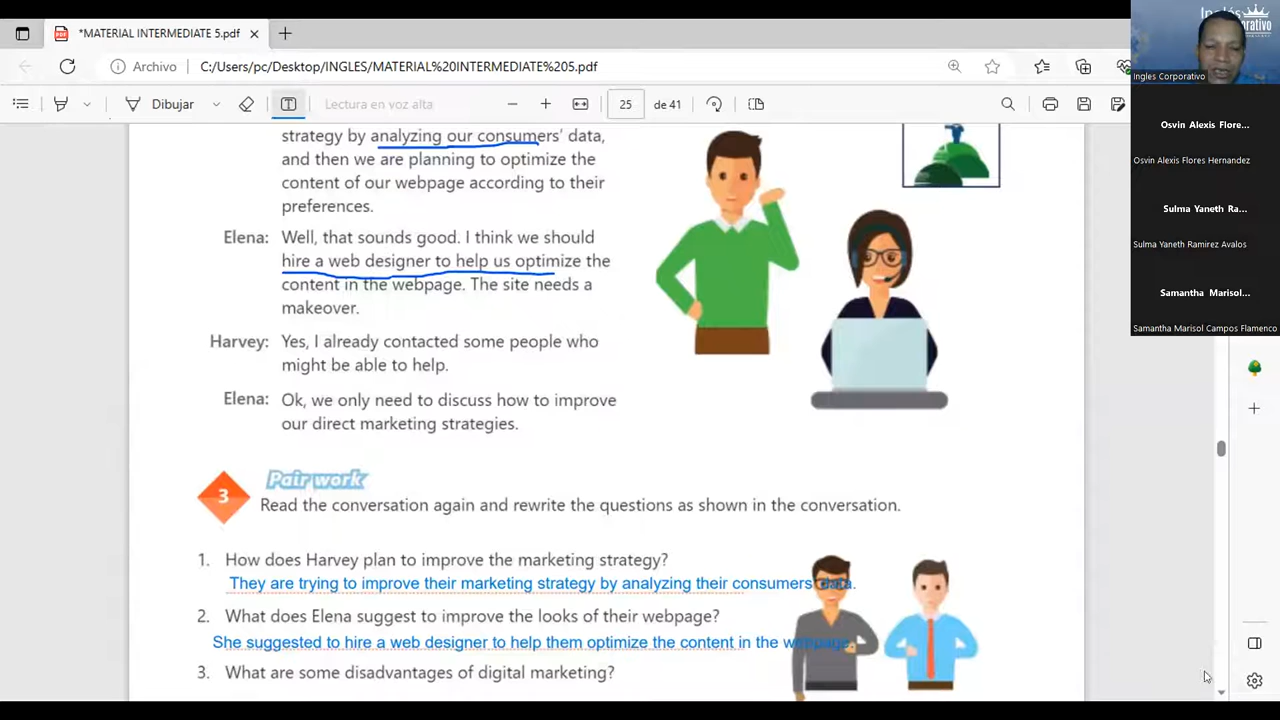 *MATERIAL INTERMEDIATE 5.pdf
Archivo
C:/Users/pc/Desktop/INGLES/MATERIAL%20INTERMEDIATE%205.pdf
Dibujar
Lectura en voz alta
25
de 41
Inglés
Ingles Corporativo
Osvin Alexis Flore...
Osvin Alexis Flores Hernandez
Sulma Yaneth Ra...
Sulma Yaneth Ramirez Avalos
Samantha Marisol...
Samantha Marisol Campos Flamenco
strategy by analyzing our consumers' data,
and then we are planning to optimize the
content of our webpage according to their
preferences.
Elena: Well, that sounds good. I think we should
hire a web designer to help us optimize the
content in the webpage. The site needs a
makeover.
Harvey: Yes, I already contacted some people who
might be able to help.
Elena: Ok, we only need to discuss how to improve
our direct marketing strategies.
3
Pair work
Read the conversation again and rewrite the questions as shown in the conversation.
1. How does Harvey plan to improve the marketing strategy?
They are trying to improve their marketing strategy by analyzing their consumers data.
2. What does Elena suggest to improve the looks of their webpage?
She suggested to hire a web designer to help them optimize the content in the webpage.
3. What are some disadvantages of digital marketing?